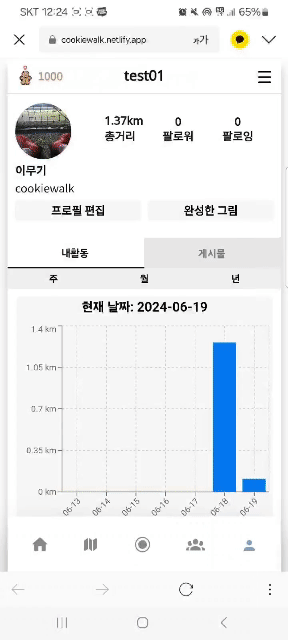 SKT 12:24
65%
cookiewalk.netlify.app
가가
1000
test01
1.37km
0
0
총거리
팔로워
팔로잉
이무기
cookiewalk
프로필 편집
완성한 그림
내활동
게시물
주
월
년
현재 날짜: 2024-06-19
1.4 km
1.05 km
0.7 km
0.35 km
0 km
06-13
06-14
06-15
06-16
06-17
06-18
06-19